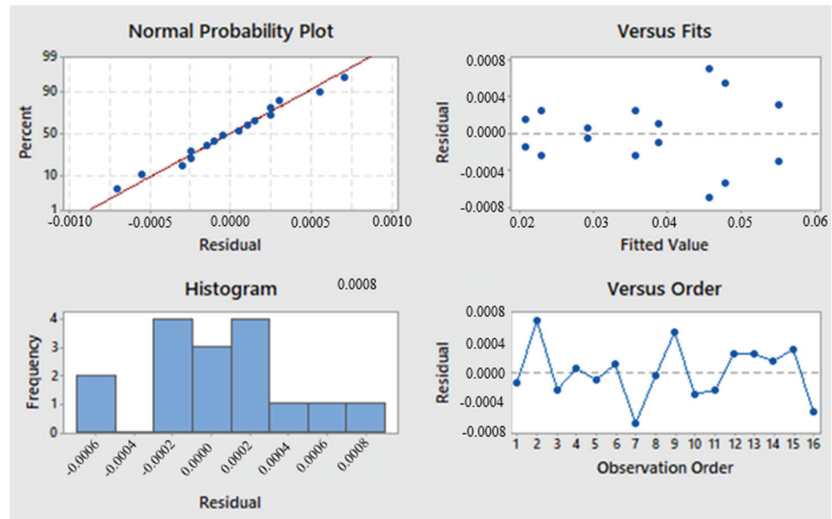 Normal Probability Plot
99
90
50
10
1
Percent
-0.0010 -0.0005 0.0000 0.0005 0.0010
Residual
Versus Fits
0.0008
0.0004
0.0000
-0.0004
-0.0008
Residual
0.02 0.03 0.04 0.05 0.06
Fitted Value
Histogram
0.0008
4
3
2
1
0
Frequency
-0.0006 -0.0004 -0.0002 0.0000 0.0002 0.0004 0.0006 0.0008
Residual
Versus Order
0.0008
0.0004
0.0000
-0.0004
-0.0008
Residual
1 2 3 4 5 6 7 8 9 10 11 12 13 14 15 16
Observation Order